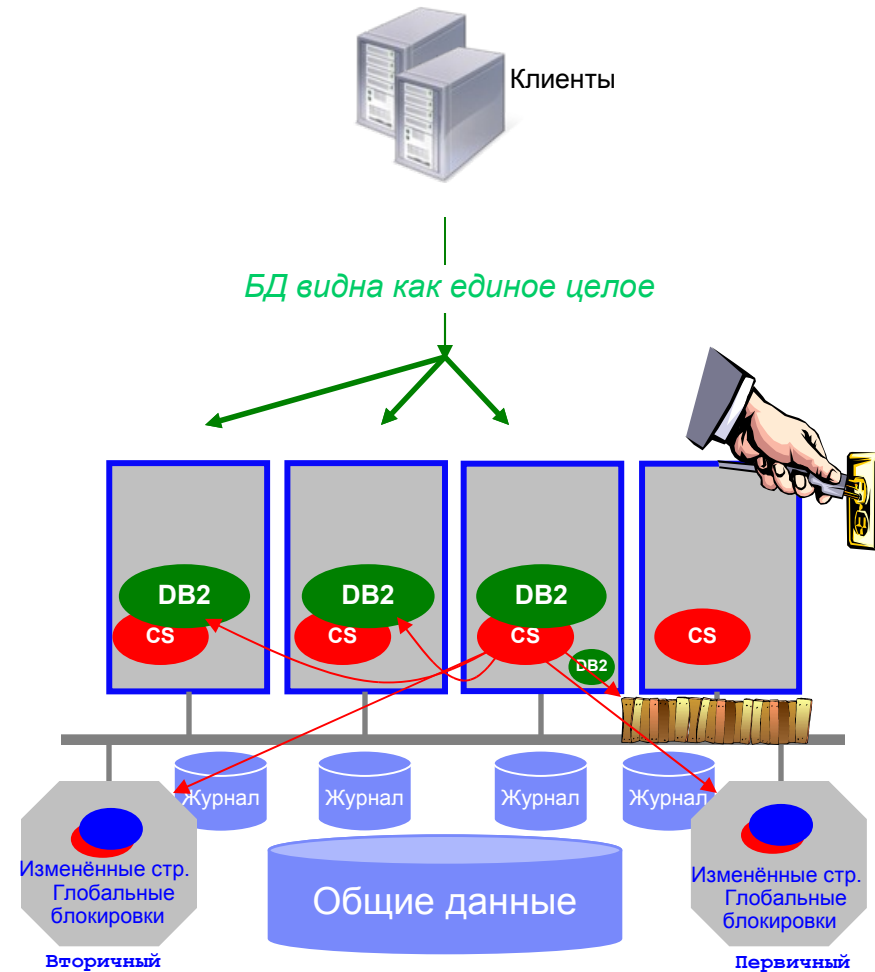 Клиенты
БД видна как единое целое
DB2
DB2
DB2
CS
CS
CS
CS
DB2
Журнал
Журнал
Журнал
Журнал
Изменённые стр.
Глобальные
блокировки
Вторичный
Общие данные
Изменённые стр.
Глобальные
блокировки
Первичный